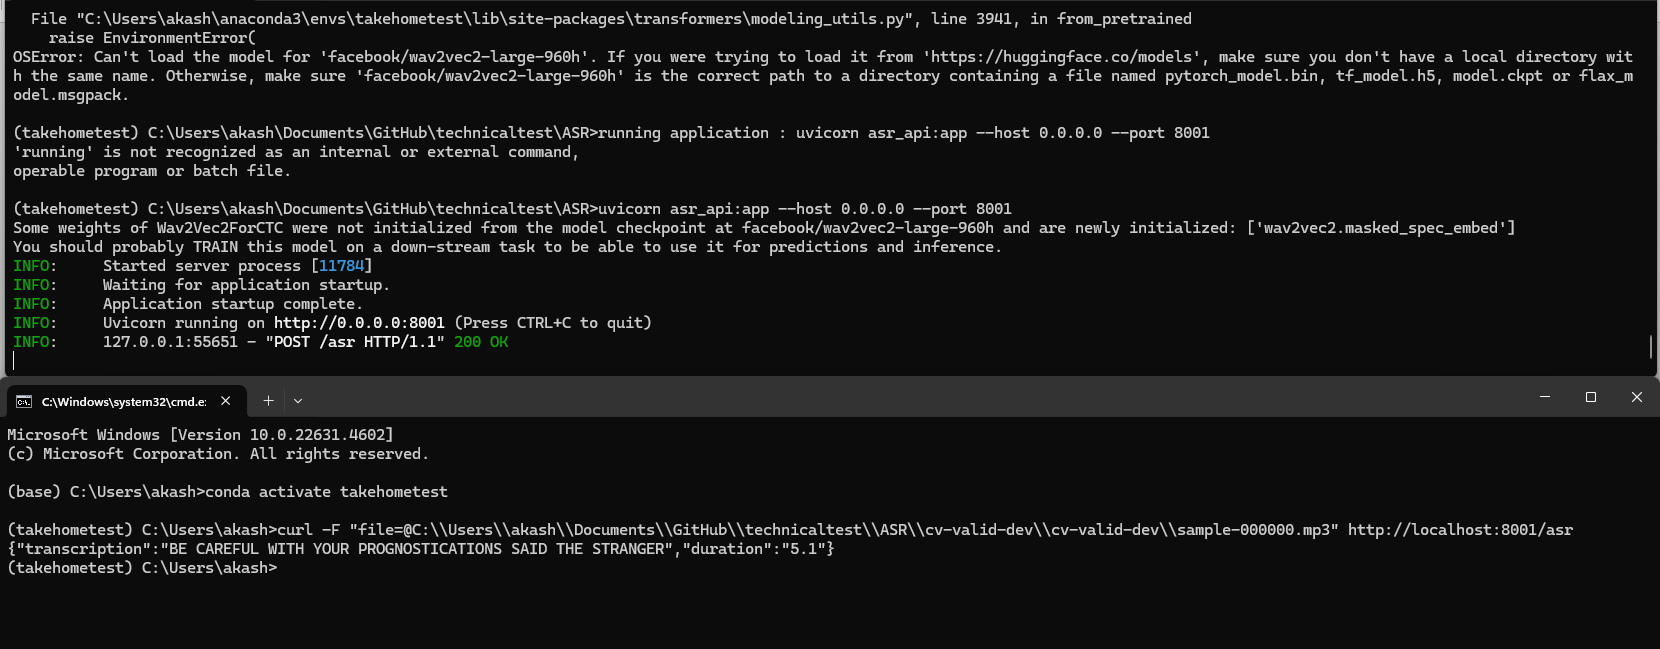 File "C:\Users\akash\anaconda3\envs\takehometest\lib\site-packages\transformers\modeling_utils.py", line 3941, in from_pretrained
raise EnvironmentError(
OSError: Can't load the model for 'facebook/wav2vec2-large-960h'. If you were trying to load it from 'https://huggingface.co/models', make sure you don't have a local directory wit
h the same name. Otherwise, make sure 'facebook/wav2vec2-large-960h' is the correct path to a directory containing a file named pytorch_model.bin, tf_model.h5, model.ckpt or flax_m
odel.msgpack.
(takehometest) C:\Users\akash\Documents\GitHub\technicaltest\ASR>running application : uvicorn asr_api:app --host 0.0.0.0 --port 8001
'running' is not recognized as an internal or external command,
operable program or batch file.
(takehometest) C:\Users\akash\Documents\GitHub\technicaltest\ASR>uvicorn asr_api:app --host 0.0.0.0 --port 8001
Some weights of Wav2Vec2ForCTC were not initialized from the model checkpoint at facebook/wav2vec2-large-960h and are newly initialized: ['wav2vec2.masked_spec_embed']
You should probably TRAIN this model on a down-stream task to be able to use it for predictions and inference.
INFO:     Started server process [11784]
INFO:     Waiting for application startup.
INFO:     Application startup complete.
INFO:     Uvicorn running on http://0.0.0.0:8001 (Press CTRL+C to quit)
INFO:     127.0.0.1:55651 - "POST /asr HTTP/1.1" 200 OK
C:\Windows\system32\cmd.e:
Microsoft Windows [Version 10.0.22631.4602]
(c) Microsoft Corporation. All rights reserved.
(base) C:\Users\akash>conda activate takehometest
(takehometest) C:\Users\akash>curl -F "file=@C:\\Users\\akash\\Documents\\GitHub\\technicaltest\\ASR\\cv-valid-dev\\cv-valid-dev\\sample-000000.mp3" http://localhost:8001/asr
{"transcription":"BE CAREFUL WITH YOUR PROGNOSTICATIONS SAID THE STRANGER","duration":"5.1"}
(takehometest) C:\Users\akash>